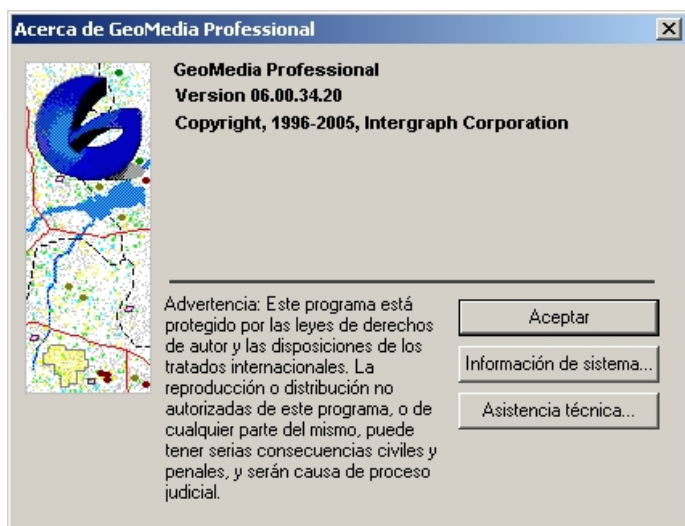 Acerca de GeoMedia Professional
GeoMedia Professional
Version 06.00.34.20
Copyright, 1996-2005, Intergraph Corporation
Advertencia: Este programa está
protegido por las leyes de derechos
de autor y las disposiciones de los
tratados internacionales. La
reproducción o distribución no
autorizadas de este programa, o de
cualquier parte del mismo, puede
tener serias consecuencias civiles y
penales, y serán causa de proceso
judicial.
Aceptar
Información de sistema...
Asistencia técnica...